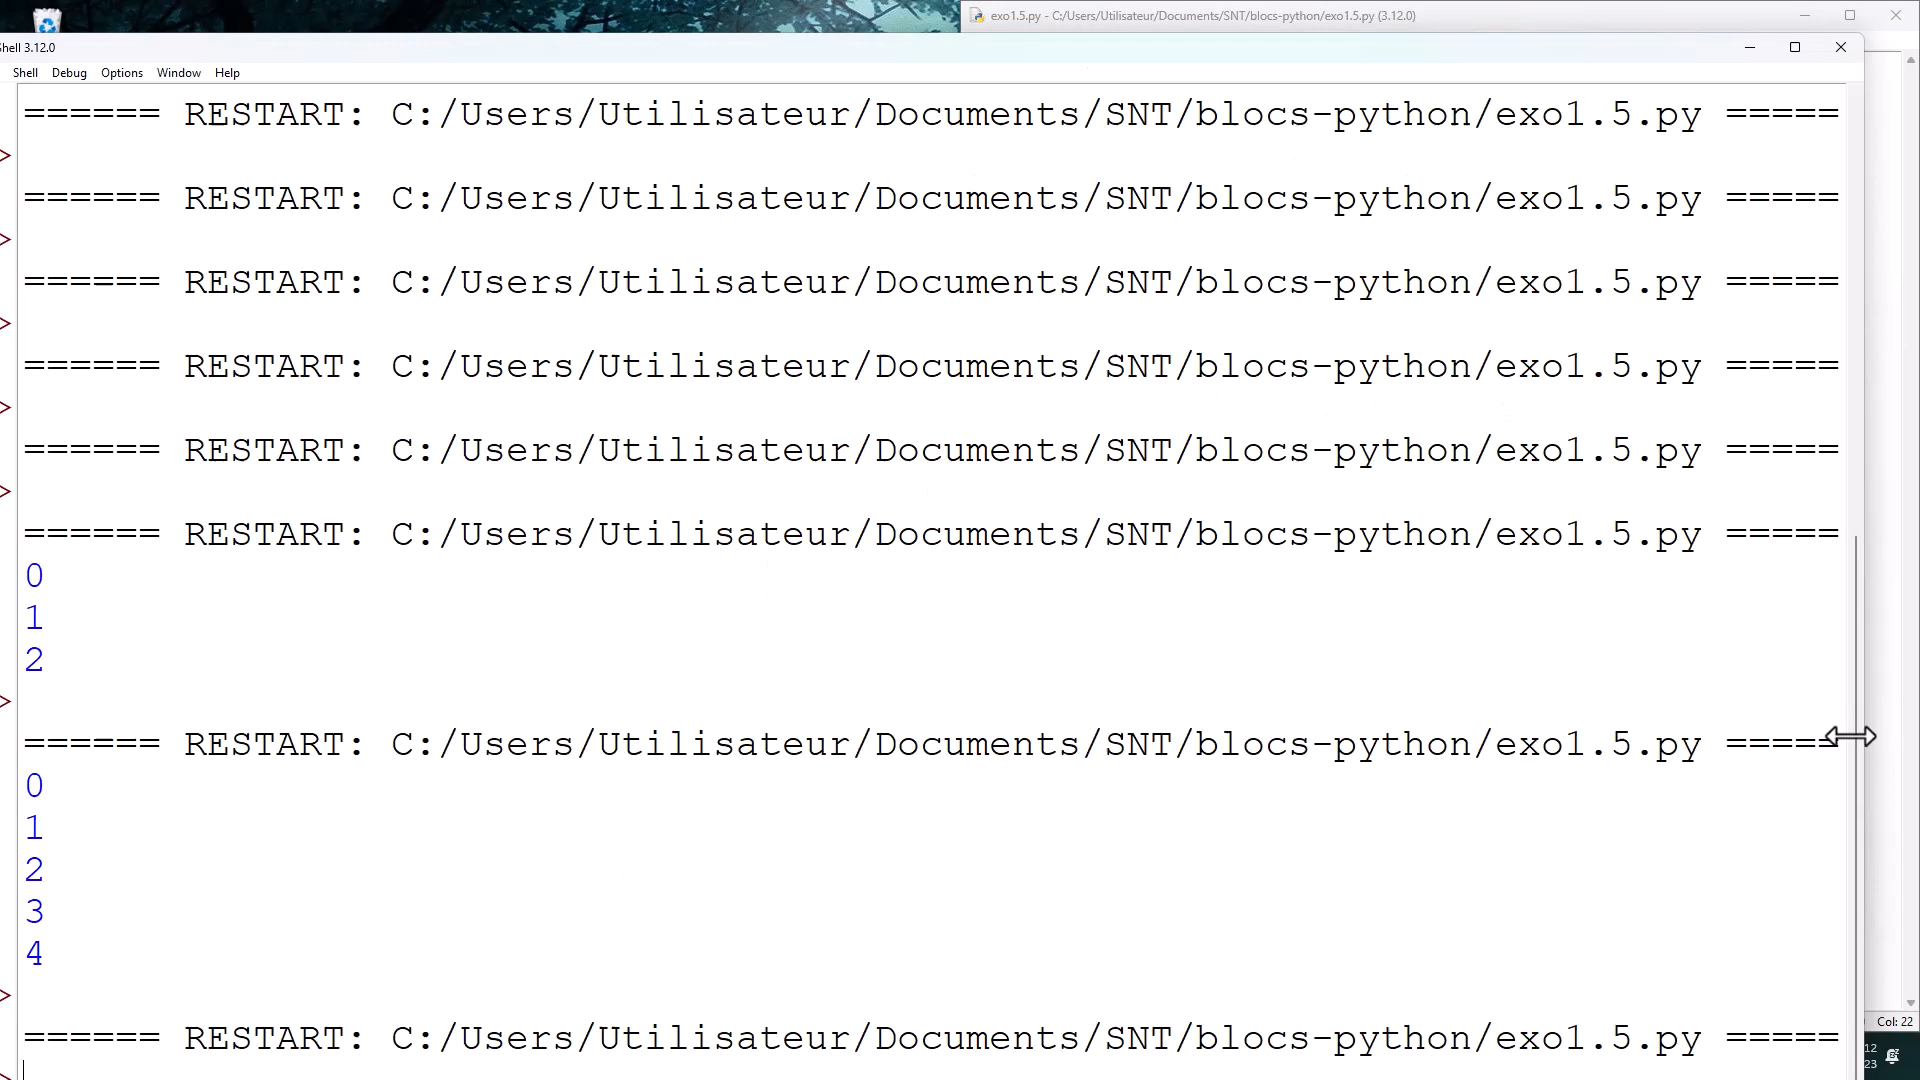 exo1.5.py - C:/Users/Utilisateur/Documents/SNT/blocs-python/exo1.5.py (3.12.0)
Shell 3.12.0
Shell Debug Options Window Help
====== RESTART: C:/Users/Utilisateur/Documents/SNT/blocs-python/exo1.5.py =====
>
====== RESTART: C:/Users/Utilisateur/Documents/SNT/blocs-python/exo1.5.py =====
>
====== RESTART: C:/Users/Utilisateur/Documents/SNT/blocs-python/exo1.5.py =====
>
====== RESTART: C:/Users/Utilisateur/Documents/SNT/blocs-python/exo1.5.py =====
>
====== RESTART: C:/Users/Utilisateur/Documents/SNT/blocs-python/exo1.5.py =====
>
====== RESTART: C:/Users/Utilisateur/Documents/SNT/blocs-python/exo1.5.py =====
0
1
2
>
====== RESTART: C:/Users/Utilisateur/Documents/SNT/blocs-python/exo1.5.py =====
0
1
2
3
4
>
====== RESTART: C:/Users/Utilisateur/Documents/SNT/blocs-python/exo1.5.py =====
Col: 22
12
23